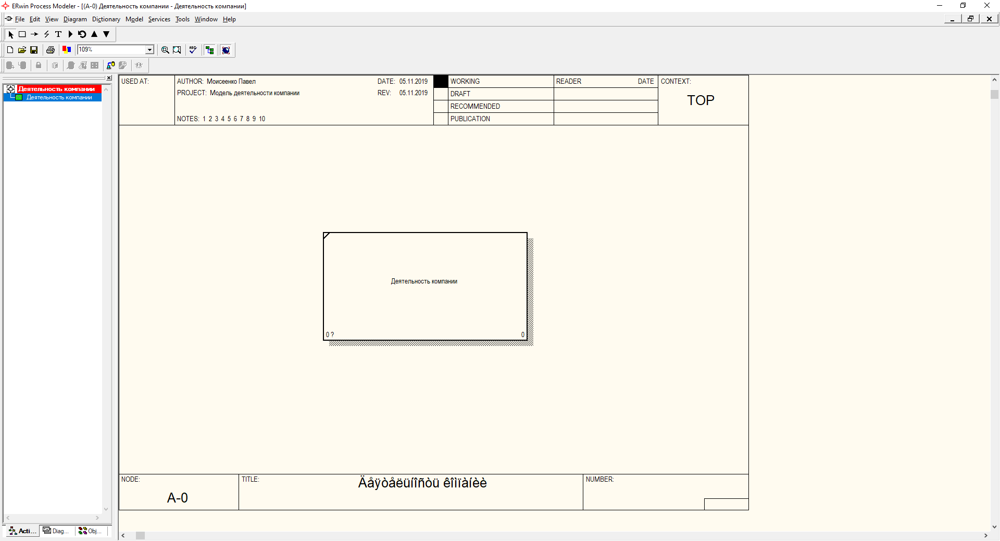 ERwin Process Modeler - [(A-0) Деятельность компании - Деятельность компании]
File Edit View Diagram Dictionary Model Services Tools Window Help
T
109%
ABC
Деятельность компании
Деятельность компании
USED AT: AUTHOR: Моисеенко Павел DATE: 05.11.2019 WORKING READER DATE CONTEXT:
PROJECT: Модель деятельности компании REV: 05.11.2019 DRAFT
TOP
RECOMMENDED
NOTES: 1 2 3 4 5 6 7 8 9 10 PUBLICATION
Деятельность компании
0 ? 0
NODE: TITLE: Äåÿòåëüíîñòü êîìïàíèè NUMBER:
A-0
Acti... Diag... Obj...